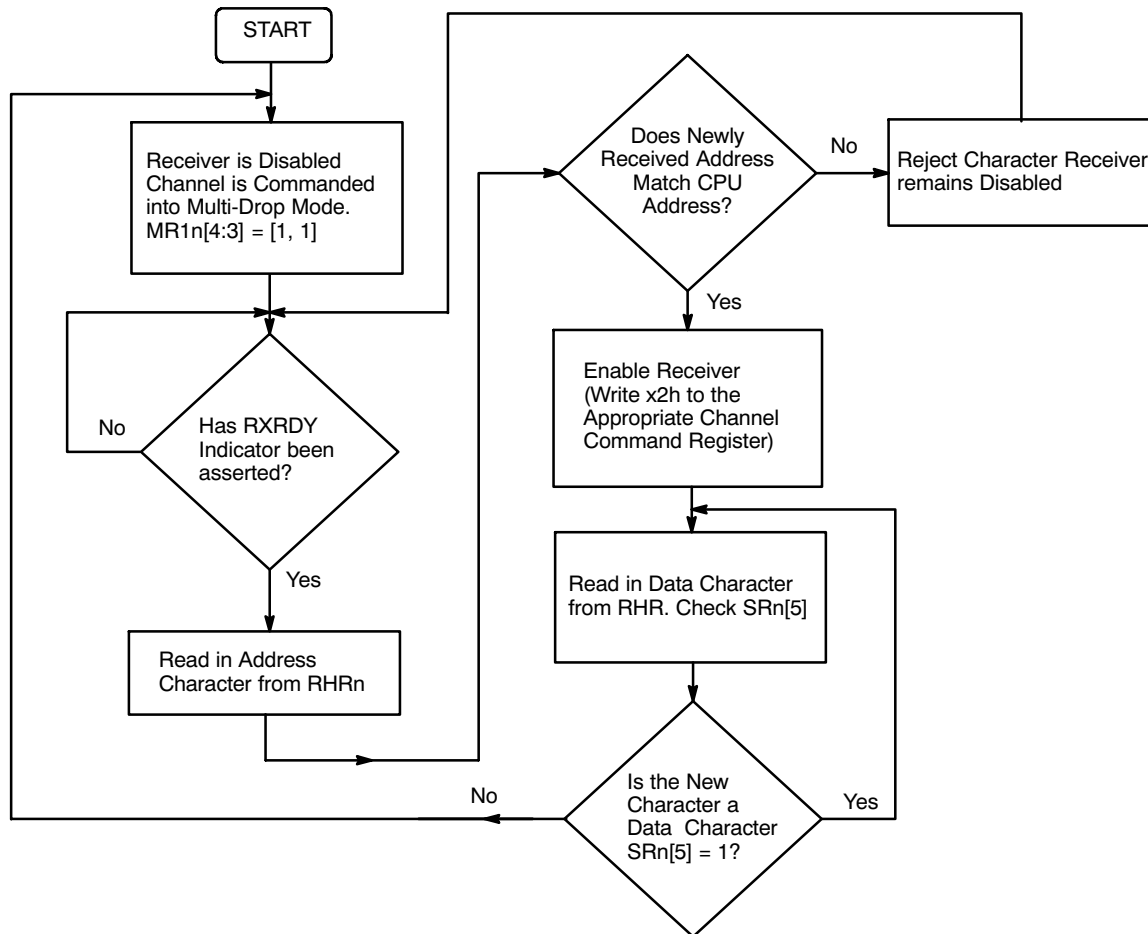 START
Receiver is Disabled
Channel is Commanded
into Multi-Drop Mode.
MR1n[4:3] = [1, 1]
Has RXRDY
Indicator been
asserted?
No
Yes
Read in Address
Character from RHRn
Does Newly
Received Address
Match CPU
Address?
No
Reject Character Receiver
remains Disabled
Yes
Enable Receiver
(Write x2h to the
Appropriate Channel
Command Register)
Read in Data Character
from RHR. Check SRn[5]
Is the New
Character a
Data Character
SRn[5] = 1?
Yes
No